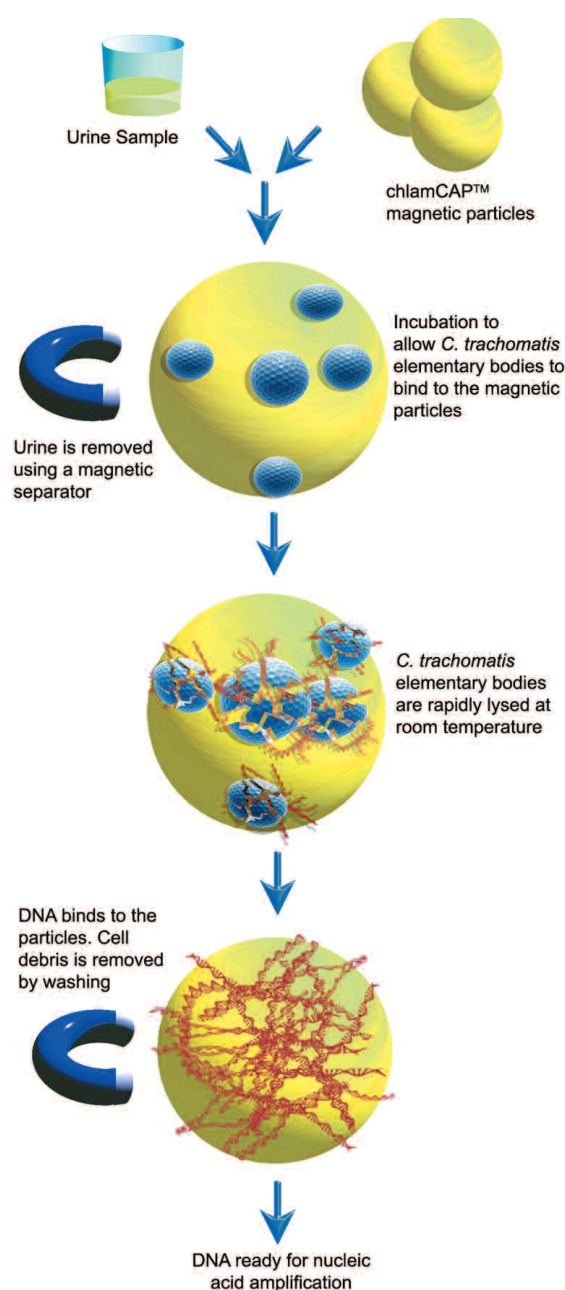 Urine Sample
chlamCAP™
magnetic particles
Incubation to
allow C. trachomatis
elementary bodies to
bind to the magnetic
particles
Urine is removed
using a magnetic
separator
C. trachomatis
elementary bodies
are rapidly lysed at
room temperature
DNA binds to the
particles. Cell
debris is removed
by washing
DNA ready for nucleic
acid amplification